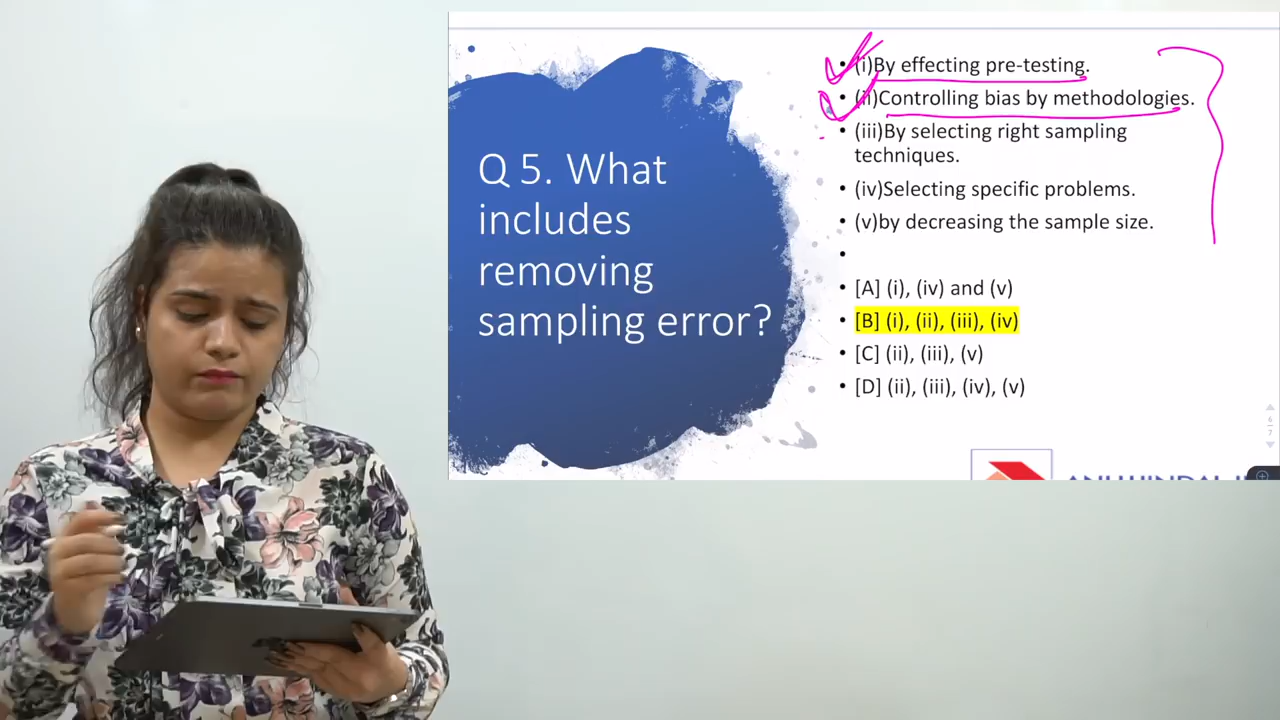 Q 5. What
includes
removing
sampling error?
• (i)By effecting pre-testing.
• (ii)Controlling bias by methodologies.
• (iii)By selecting right sampling
techniques.
• (iv)Selecting specific problems.
• (v)by decreasing the sample size.
•
• [A] (i), (iv) and (v)
• [B] (i), (ii), (iii), (iv)
• [C] (ii), (iii), (v)
• [D] (ii), (iii), (iv), (v)